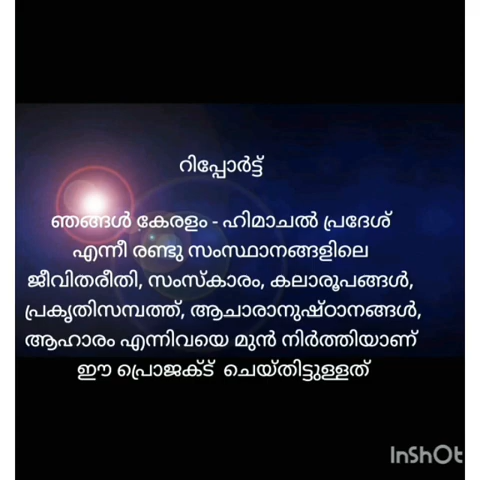 റിപ്പോർട്ട്
ഞങ്ങൾ കേരളം - ഹിമാചൽ പ്രദേശ്
എന്നീ രണ്ടു സംസ്ഥാനങ്ങളിലെ
ജീവിതരീതി, സംസ്കാരം, കലാരൂപങ്ങൾ,
പ്രകൃതിസമ്പത്ത്, ആചാരാനുഷ്ഠാനങ്ങൾ,
ആഹാരം എന്നിവയെ മുൻ നിർത്തിയാണ്
ഈ പ്രൊജക്ട് ചെയ്തിട്ടുള്ളത്
InShOt